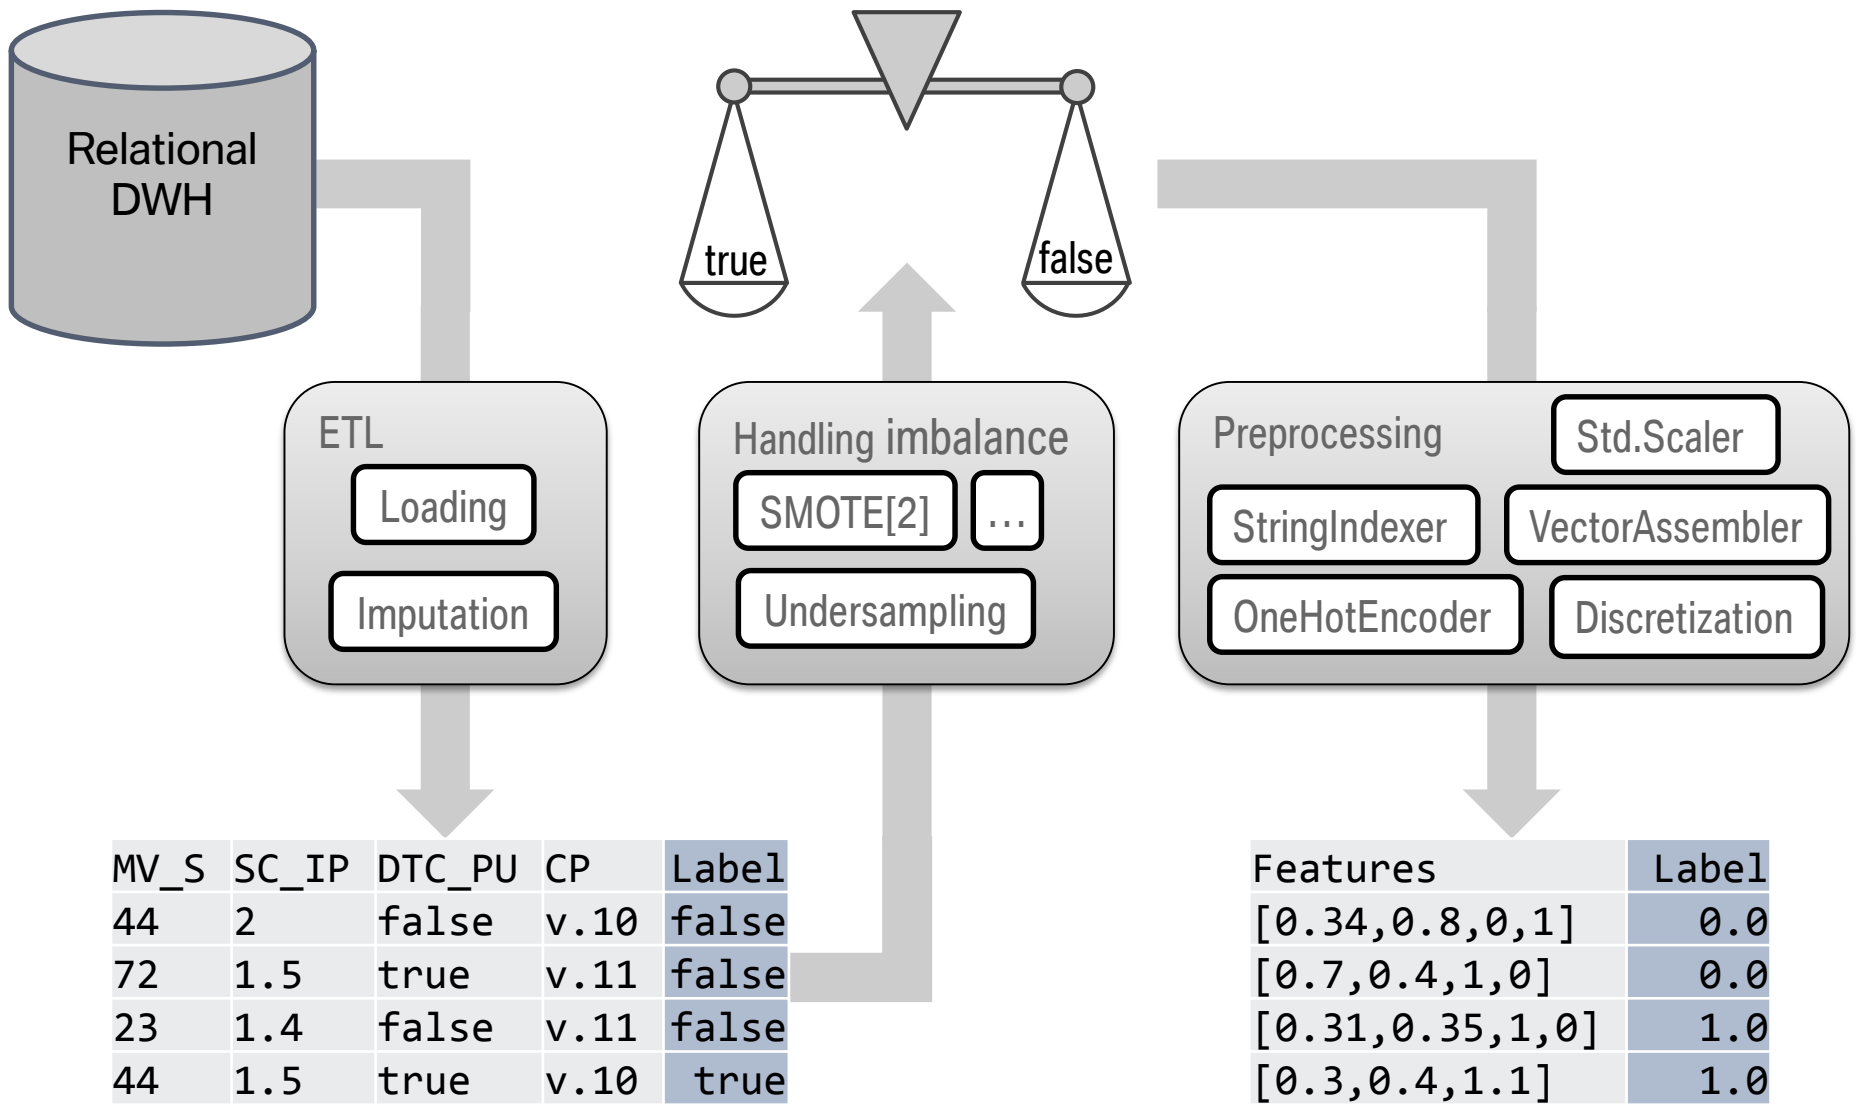 Relational
DWH
true
false
ETL
Loading
Imputation
Handling imbalance
SMOTE[2]
...
Undersampling
Preprocessing
Std.Scaler
StringIndexer
VectorAssembler
OneHotEncoder
Discretization
MV_S SC_IP DTC_PU CP Label
44 2 false v.10 false
72 1.5 true v.11 false
23 1.4 false v.11 false
44 1.5 true v.10 true
Features Label
[0.34,0.8,0,1] 0.0
[0.7,0.4,1,0] 0.0
[0.31,0.35,1,0] 1.0
[0.3,0.4,1.1] 1.0